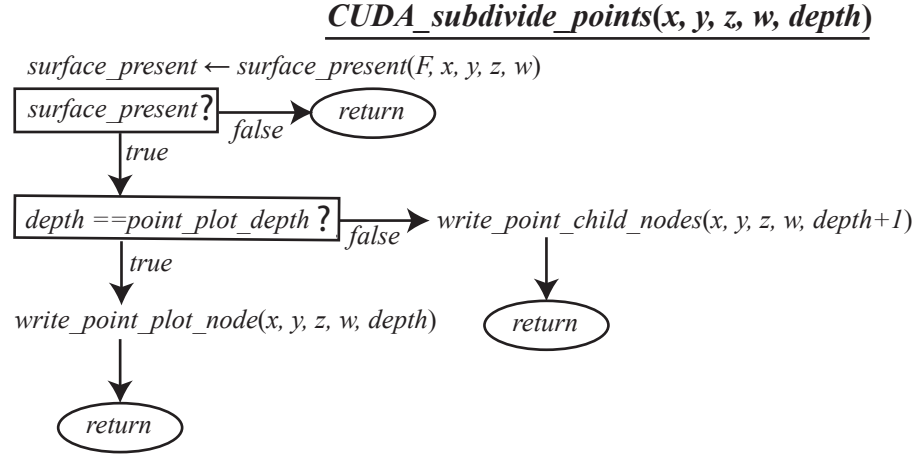 CUDA_subdivide_points(x, y, z, w, depth)
surface_present ← surface_present(F, x, y, z, w)
surface_present?
false
return
true
depth ==point_plot_depth ?
false
write_point_child_nodes(x, y, z, w, depth+1)
true
write_point_plot_node(x, y, z, w, depth)
return
return